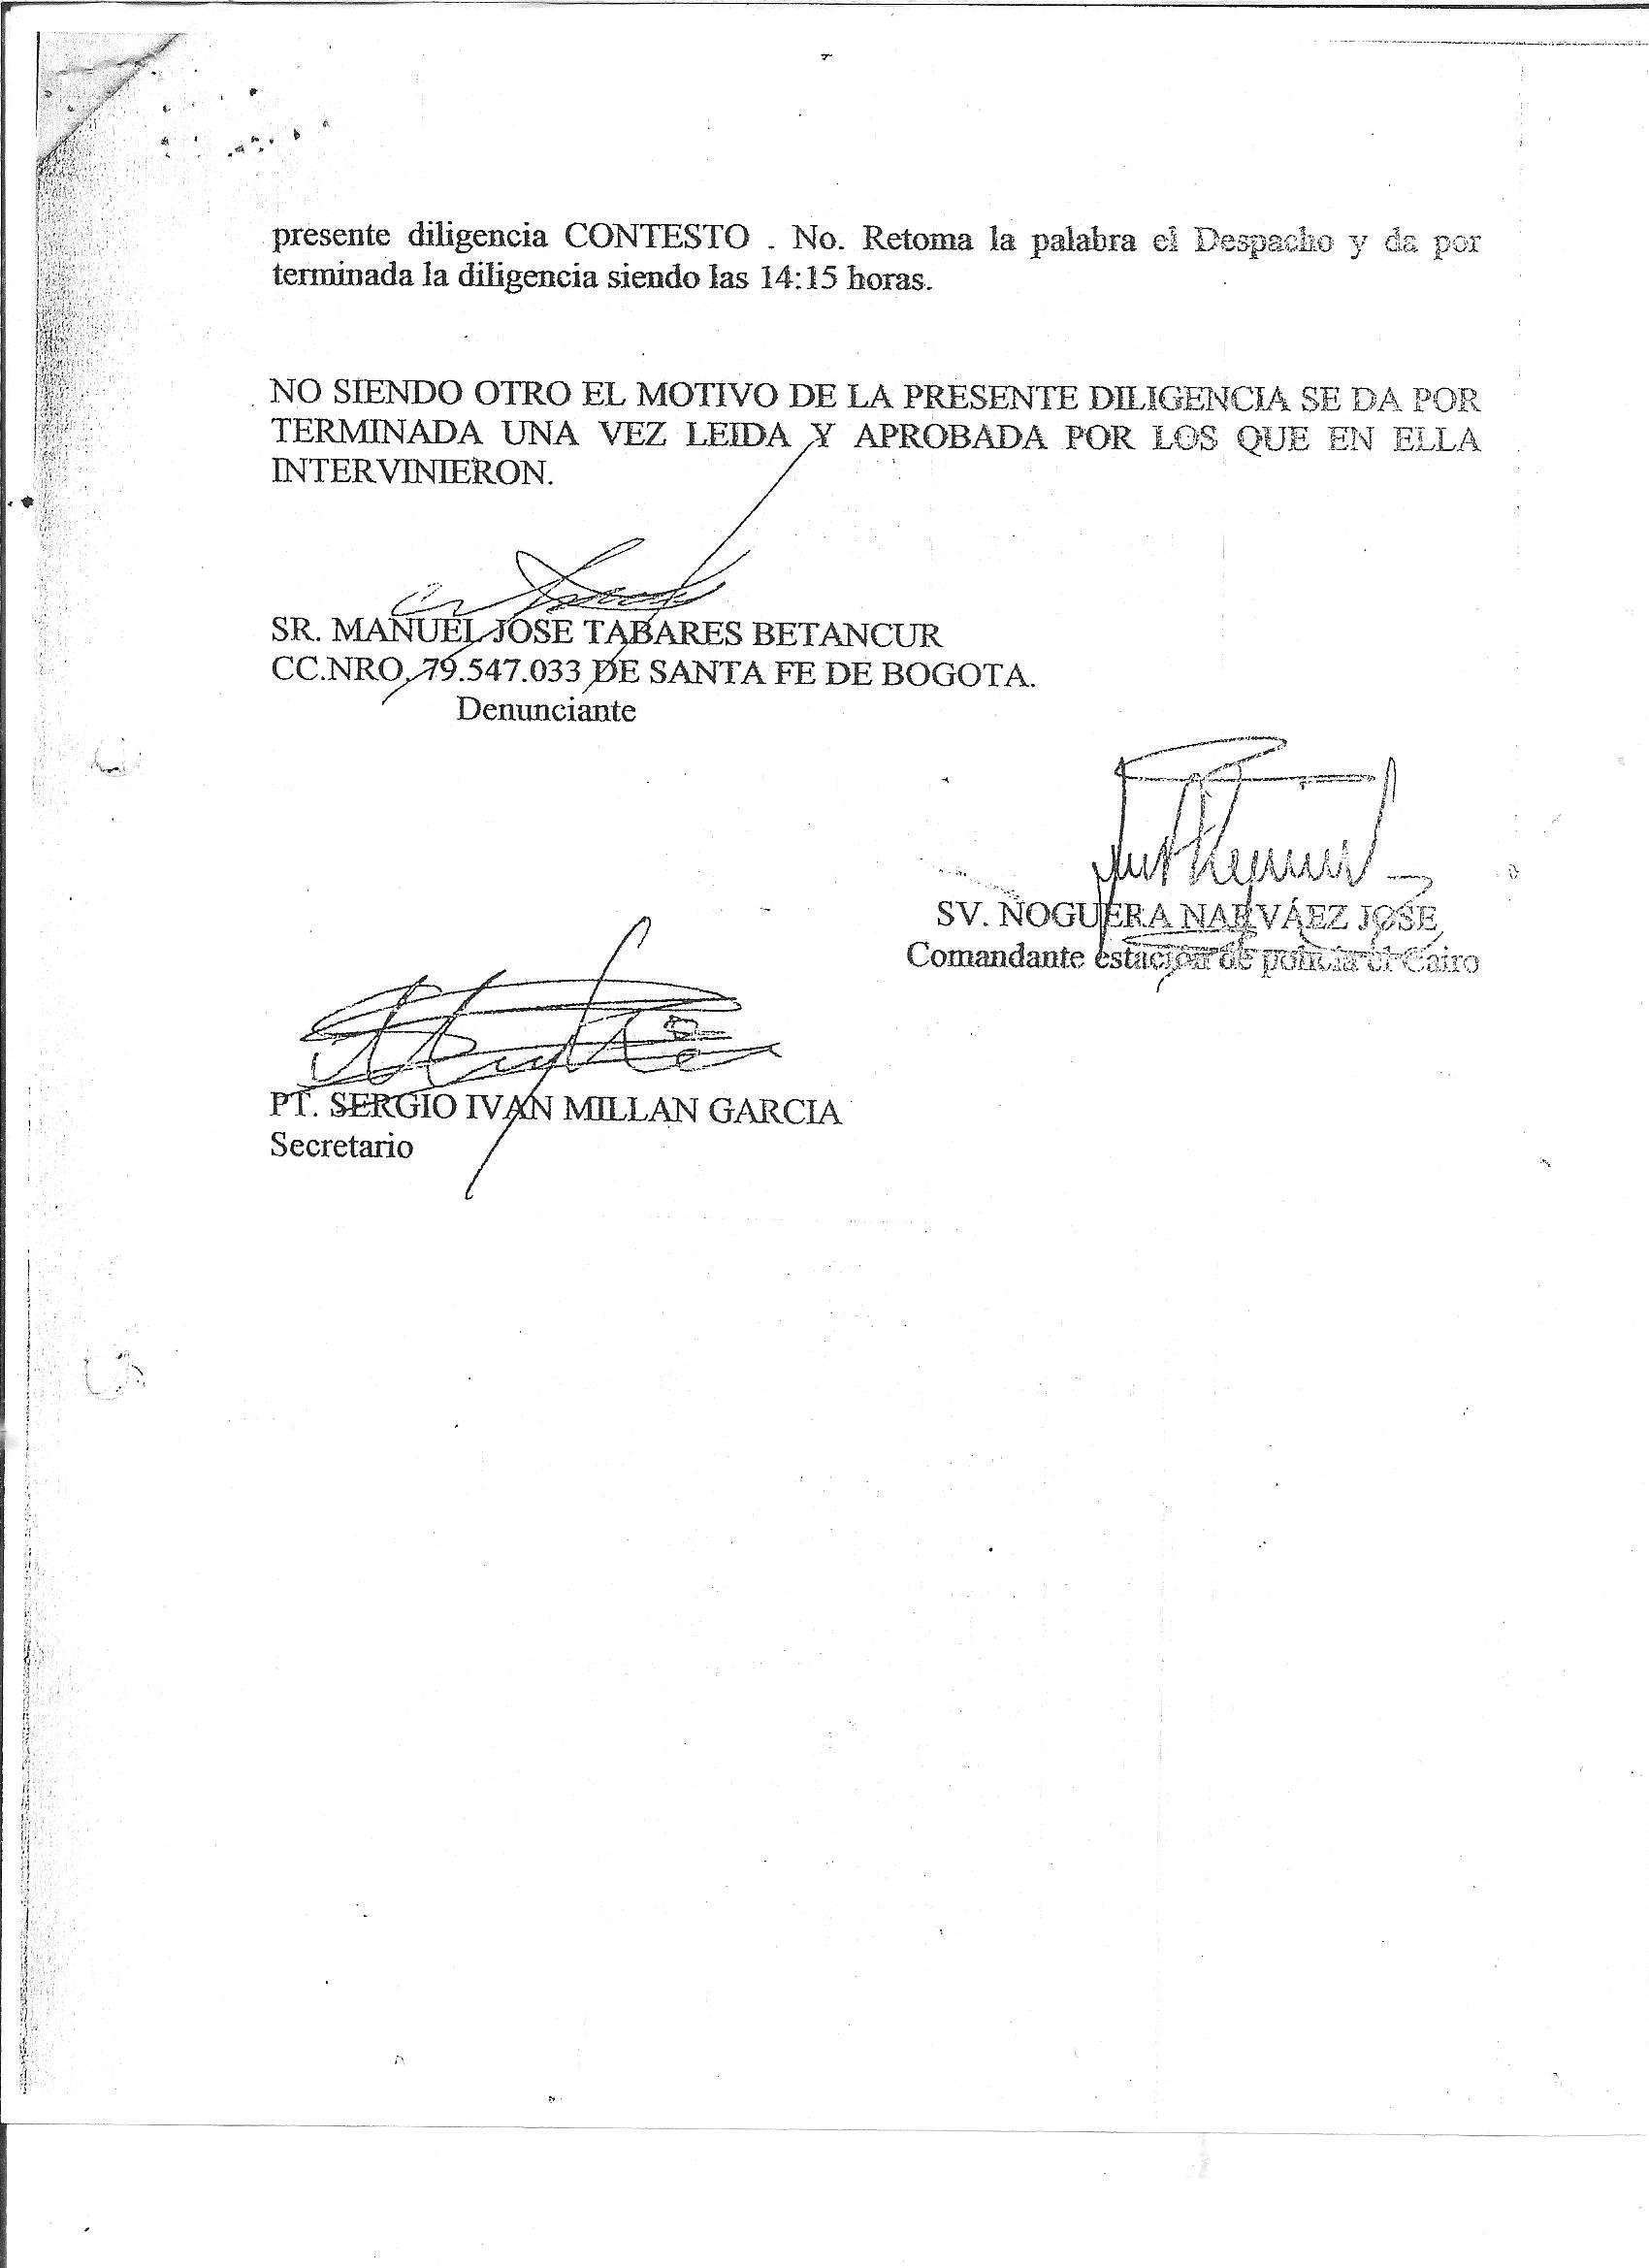 presente diligencia CONTESTO . No. Retoma la palabra el Despacho y da por
terminada la diligencia siendo las 14:15 horas.
NO SIENDO OTRO EL MOTIVO DE LA PRESENTE DILIGENCIA SE DA POR
TERMINADA UNA VEZ LEIDA Y APROBADA POR LOS QUE EN ELLA
INTERVINIERON.
SR. MANUEL JOSE TABARES BETANCUR
CC.NRO. 79.547.033 DE SANTA FE DE BOGOTA.
Denunciante
SV. NOGUERA NARVÁEZ JOSE
Comandante estación de policia el Cairo
PT. SERGIO IVAN MILLAN GARCIA
Secretario